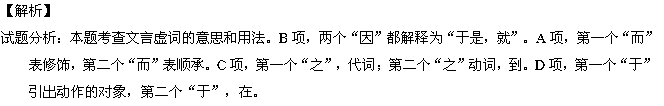 【解析】
试题分析：本题考查文言虚词的意思和用法。B 项，两个“因”都解释为“于是，就”。A 项，第一个“而”
表修饰，第二个“而”表顺承。C 项，第一个“之”，代词；第二个“之”动词，到。D 项，第一个“于”
引出动作的对象，第二个“于”，在。